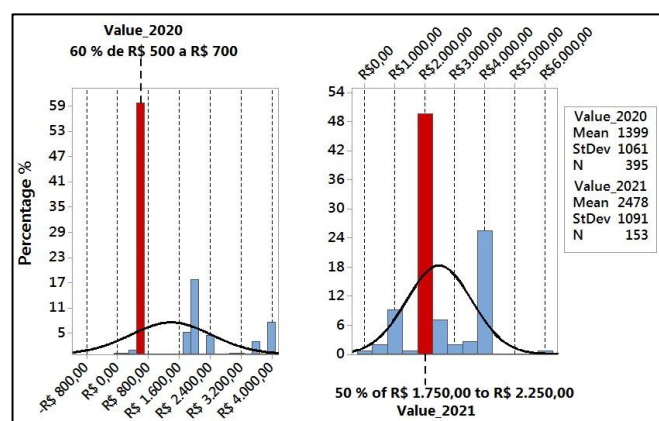 Value_2020
60 % de R$ 500 a R$ 700
Percentage %
59
53
47
41
35
29
23
17
11
5
-R$ 800,00
R$ 0,00
R$ 800,00
R$ 1.600,00
R$ 2.400,00
R$ 3.200,00
R$ 4.000,00
R$0,00
R$1.000,00
R$2.000,00
R$3.000,00
R$4.000,00
R$5.000,00
R$6.000,00
54
48
42
36
30
24
18
12
6
0
50 % of R$ 1.750,00 to R$ 2.250,00
Value_2021
Value_2020
Mean 1399
StDev 1061
N 395
Value_2021
Mean 2478
StDev 1091
N 153